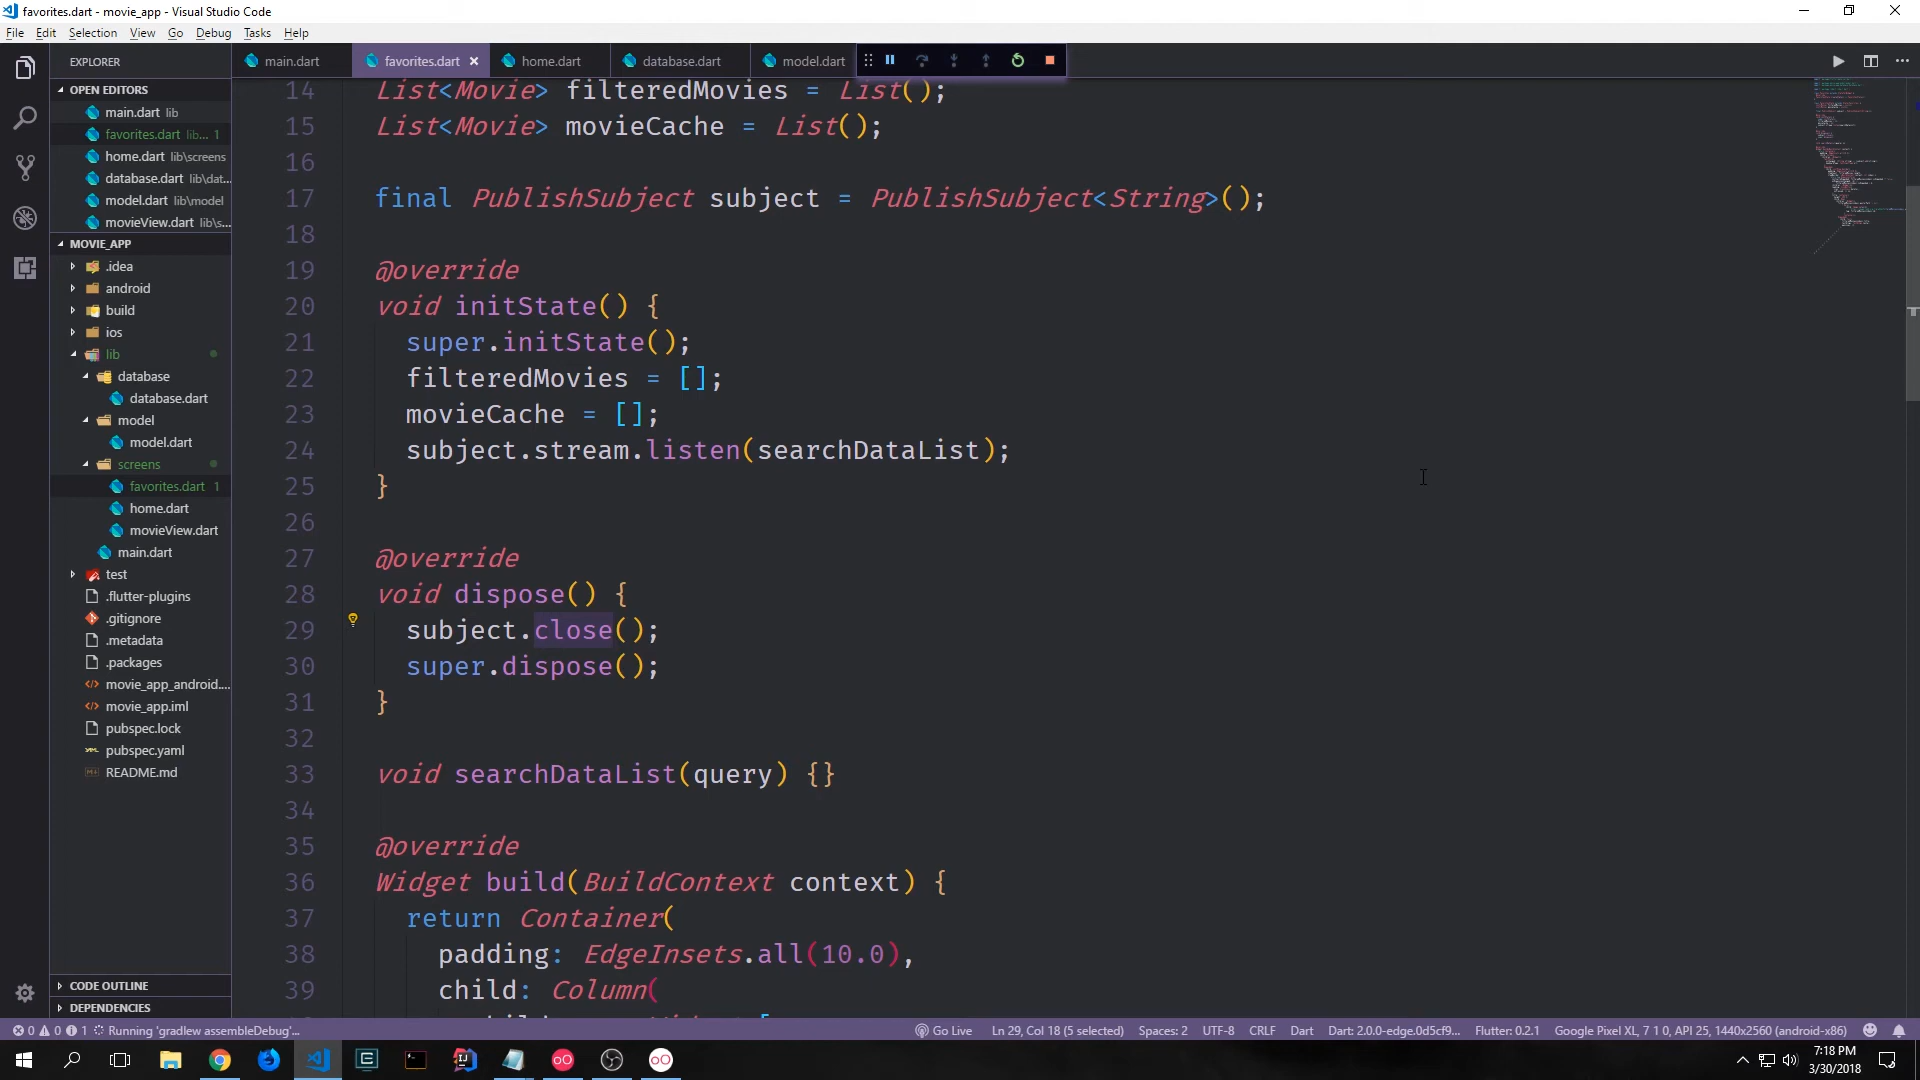 favorites.dart - movie_app - Visual Studio Code
File Edit Selection View Go Debug Tasks Help
EXPLORER
main.dart
favorites.dart
home.dart
database.dart
model.dart
OPEN EDITORS
main.dart lib
favorites.dart lib... 1
home.dart lib\screens
database.dart lib\dat...
model.dart lib\model
movieView.dart lib\s...
MOVIE_APP
.idea
android
build
ios
lib
database
database.dart
model
model.dart
screens
favorites.dart 1
home.dart
movieView.dart
main.dart
test
.flutter-plugins
.gitignore
.metadata
.packages
movie_app_android....
movie_app.iml
pubspec.lock
pubspec.yaml
README.md
CODE OUTLINE
DEPENDENCIES
14 List<Movie> filteredMovies = List();
15 List<Movie> movieCache = List();
16
17 final PublishSubject subject = PublishSubject<String>();
18
19 @override
20 void initState() {
21 super.initState();
22 filteredMovies = [];
23 movieCache = [];
24 subject.stream.listen(searchDataList);
25 }
26
27 @override
28 void dispose() {
29 subject.close();
30 super.dispose();
31 }
32
33 void searchDataList(query) {}
34
35 @override
36 Widget build(BuildContext context) {
37 return Container(
38 padding: EdgeInsets.all(10.0),
39 child: Column(
0 0 1 Running 'gradlew assembleDebug'...
Go Live Ln 29, Col 18 (5 selected) Spaces: 2 UTF-8 CRLF Dart Dart: 2.0.0-edge.0d5cf9... Flutter: 0.2.1 Google Pixel XL, 7 1 0, API 25, 1440x2560 (android-x86)
7:18 PM
3/30/2018